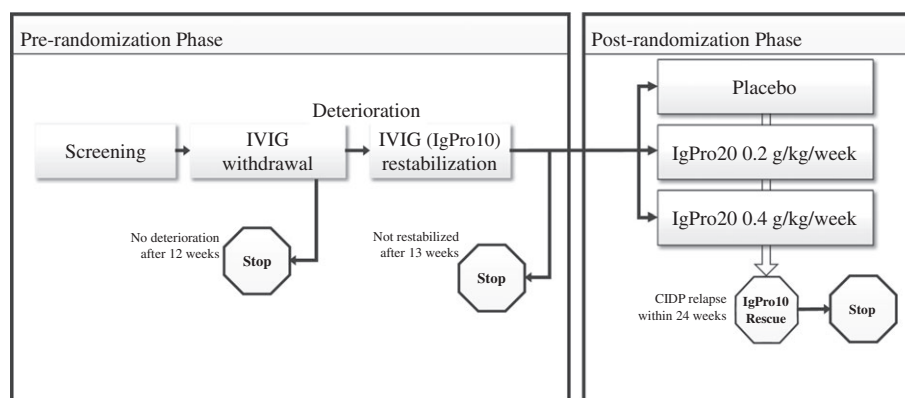 Pre-randomization Phase
Screening
IVIG
withdrawal
Deterioration
IVIG (IgPro10)
restabilization
No deterioration
after 12 weeks
Stop
Not restabilized
after 13 weeks
Stop
Post-randomization Phase
Placebo
IgPro20 0.2 g/kg/week
IgPro20 0.4 g/kg/week
CIDP relapse
within 24 weeks
IgPro10
Rescue
Stop